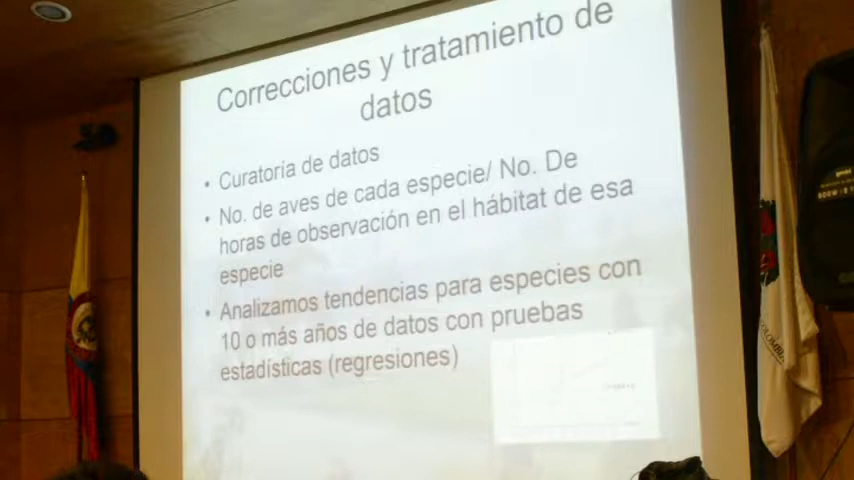 Correcciones y tratamiento de
datos
• Curatoria de datos
• No. de aves de cada especie/ No. De
horas de observación en el hábitat de esa
especie
• Analizamos tendencias para especies con
10 o más años de datos con pruebas
estadísticas (regresiones)
COLOMBIA